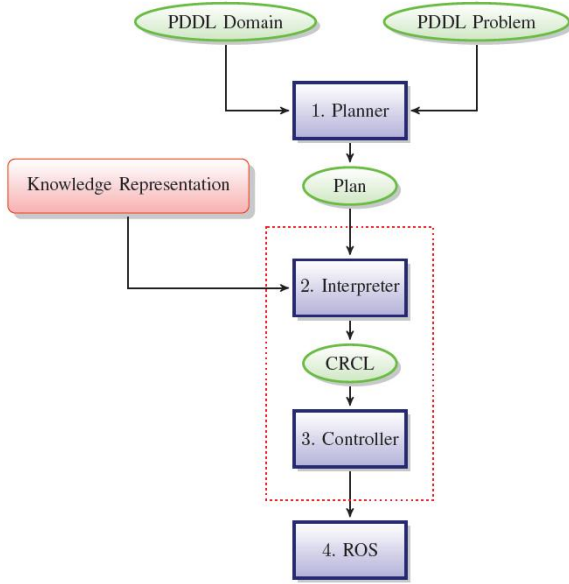 PDDL Domain
PDDL Problem
1. Planner
Plan
Knowledge Representation
2. Interpreter
CRCL
3. Controller
4. ROS